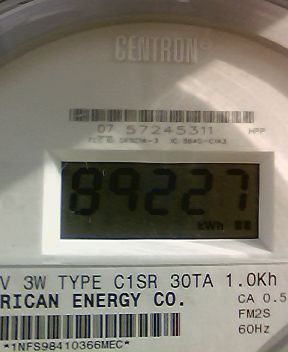 CENTRON®
07 57245311 HPP
89227
kWh
V 3W TYPE C1SR 30TA 1.0Kh
RICAN ENERGY CO.
CA 0.5
FM2S
60Hz
*1NFS98410366MEC*